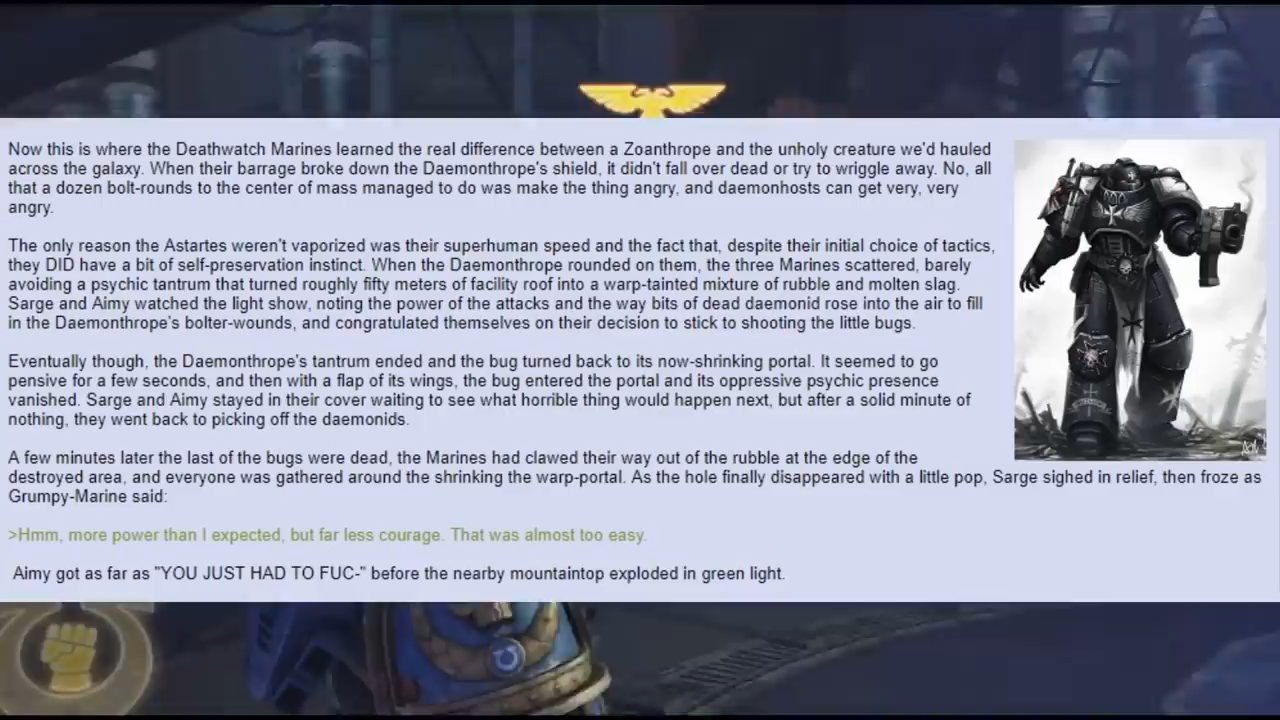 Now this is where the Deathwatch Marines learned the real difference between a Zoanthrope and the unholy creature we'd hauled
across the galaxy. When their barrage broke down the Daemonthrope's shield, it didn't fall over dead or try to wriggle away. No, all
that a dozen bolt-rounds to the center of mass managed to do was make the thing angry, and daemonhosts can get very, very
angry.
The only reason the Astartes weren't vaporized was their superhuman speed and the fact that, despite their initial choice of tactics,
they DID have a bit of self-preservation instinct. When the Daemonthrope rounded on them, the three Marines scattered, barely
avoiding a psychic tantrum that turned roughly fifty meters of facility roof into a warp-tainted mixture of rubble and molten slag.
Sarge and Aimy watched the light show, noting the power of the attacks and the way bits of dead daemonid rose into the air to fill
in the Daemonthrope's bolter-wounds, and congratulated themselves on their decision to stick to shooting the little bugs.
Eventually though, the Daemonthrope's tantrum ended and the bug turned back to its now-shrinking portal. It seemed to go
pensive for a few seconds, and then with a flap of its wings, the bug entered the portal and its oppressive psychic presence
vanished. Sarge and Aimy stayed in their cover waiting to see what horrible thing would happen next, but after a solid minute of
nothing, they went back to picking off the daemonids.
A few minutes later the last of the bugs were dead, the Marines had clawed their way out of the rubble at the edge of the
destroyed area, and everyone was gathered around the shrinking the warp-portal. As the hole finally disappeared with a little pop, Sarge sighed in relief, then froze as
Grumpy-Marine said:
>Hmm, more power than I expected, but far less courage. That was almost too easy.
Aimy got as far as "YOU JUST HAD TO FUC-" before the nearby mountaintop exploded in green light.